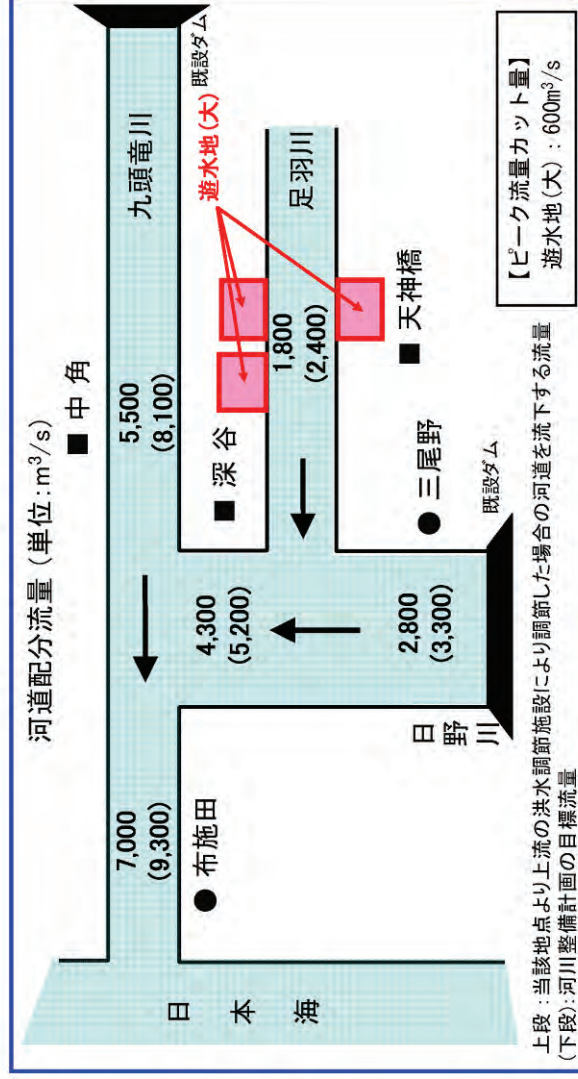 河道配分流量（単位：m³/s）
■中角
九頭竜川
既設ダム
5,500
(8,100)
7,000
(9,300)
●布施田
日本海
■深谷
遊水地(大)
足羽川
1,800
(2,400)
4,300
(5,200)
■天神橋
●三尾野
2,800
(3,300)
日野川
既設ダム
【ピーク流量カット量】
遊水地(大)：600m³/s
上段：当該地点より上流の洪水調節施設により調節した場合の河道を流下する流量
(下段)：河川整備計画の目標流量